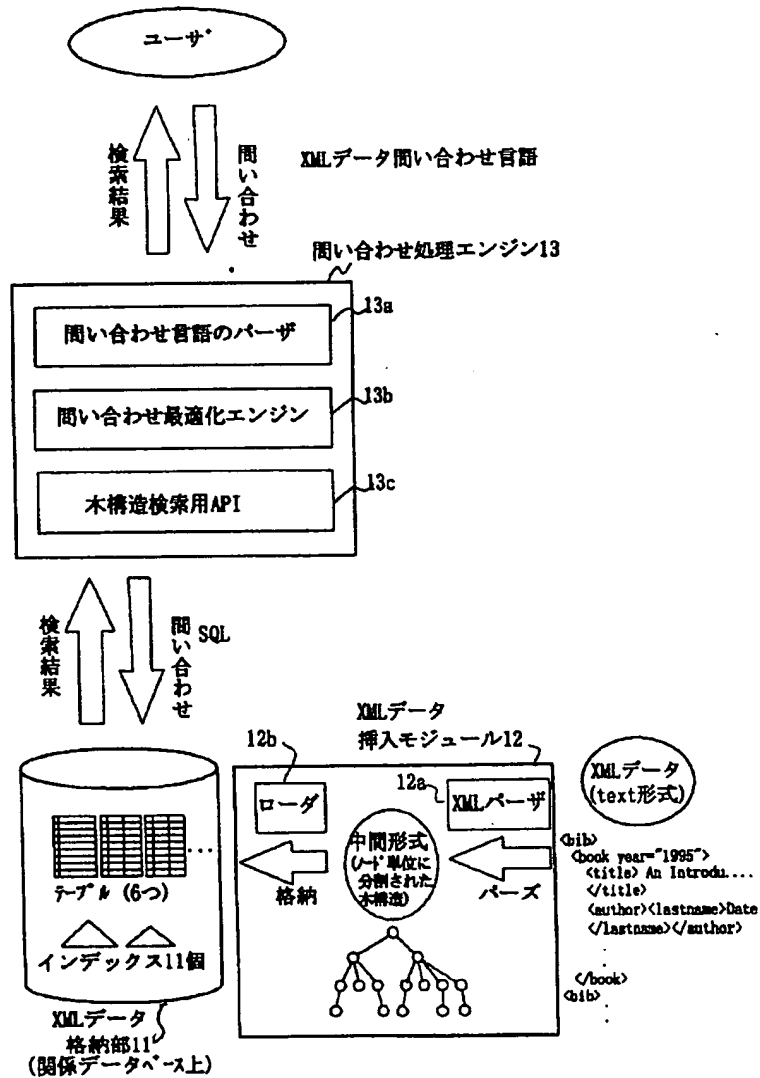 ユーザ
検索結果
問い合わせ
XMLデータ問い合わせ言語
問い合わせ処理エンジン13
13a
問い合わせ言語のパーザ
13b
問い合わせ最適化エンジン
13c
木構造検索用API
検索結果
問い合わせ
SQL
XMLデータ
挿入モジュール12
12b
12a
ローダ
XMLパーザ
XMLデータ
(text形式)
中間形式
(ノード単位に
分割された
木構造)
格納
パーズ
テーブル (6つ)
インデックス11個
XMLデータ
格納部11
(関係データベース上)
<bib>
<book year="1995">
<title> An Introdu....
</title>
<author><lastname>Date
</lastname></author>
</book>
<bib>